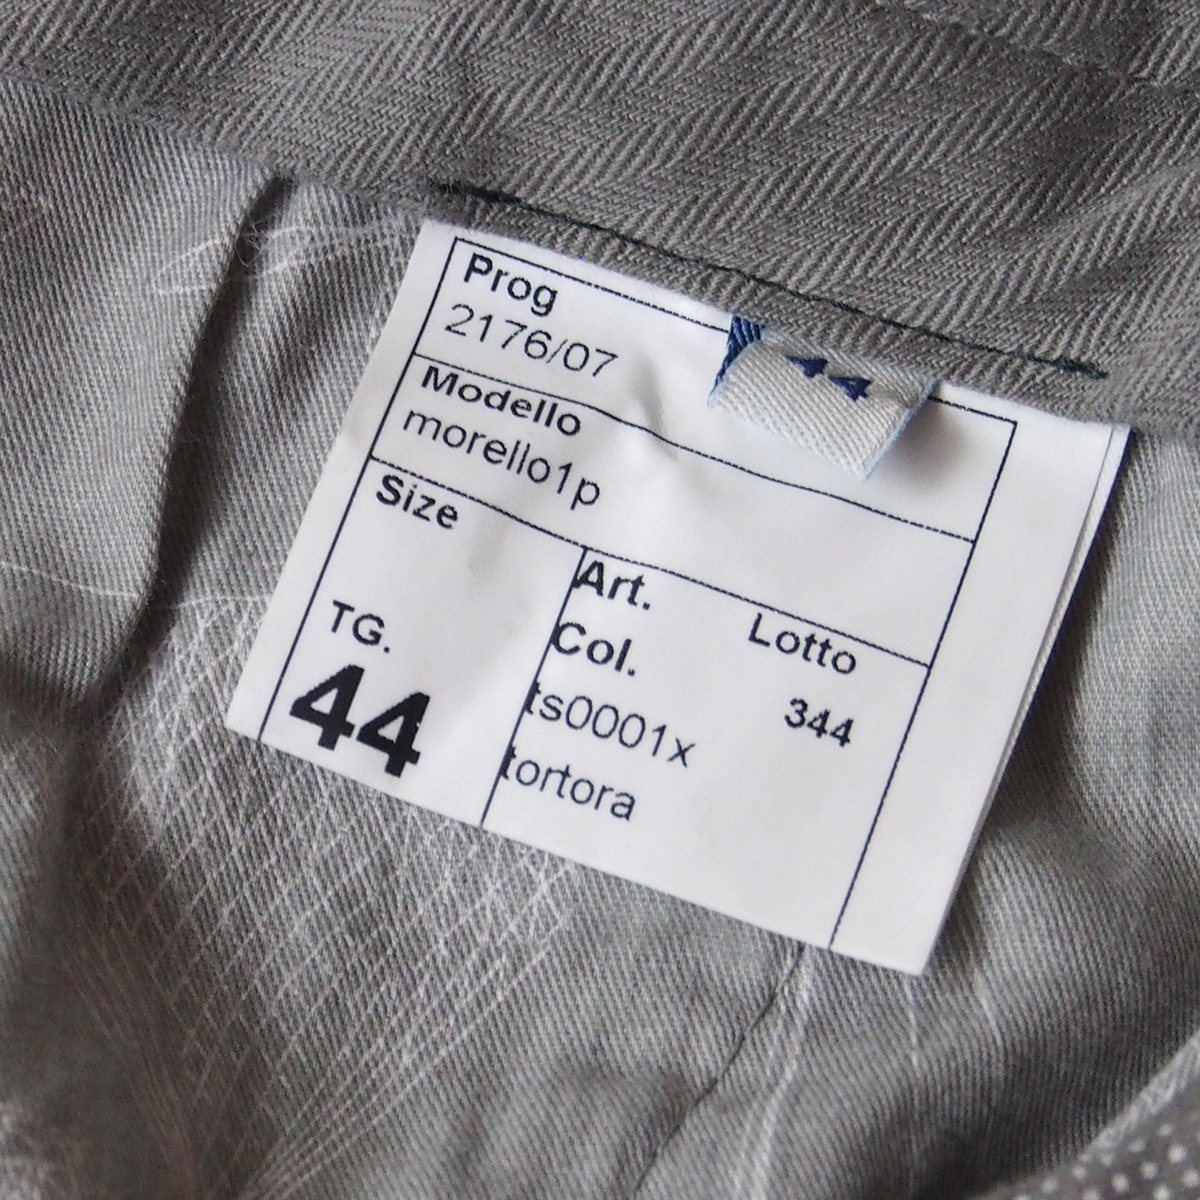 Prog
2176/07
44
Modello
morello1p
Size
Art.
Lotto
TG.
Col.
44
ts0001x
344
tortora